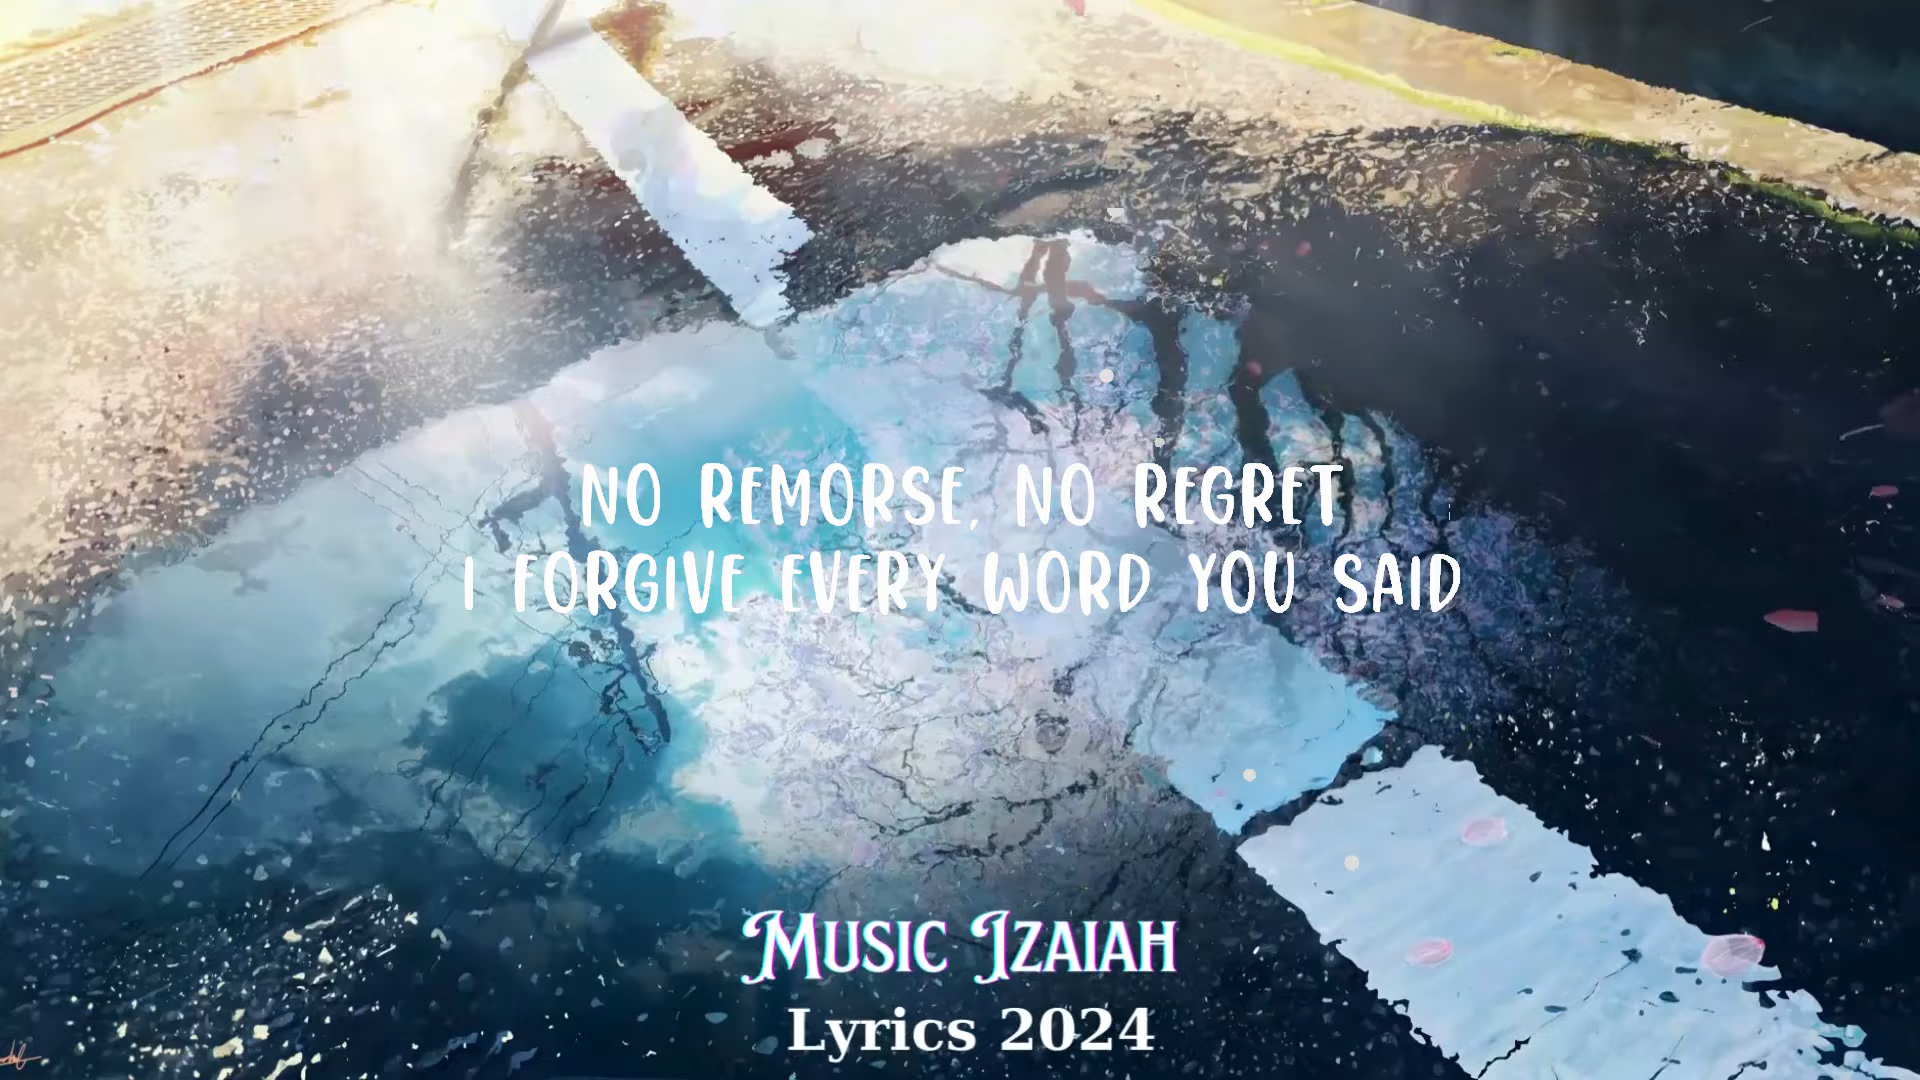 NO REMORSE, NO REGRET
I FORGIVE EVERY WORD YOU SAID
MUSIC IZAIAH
Lyrics 2024